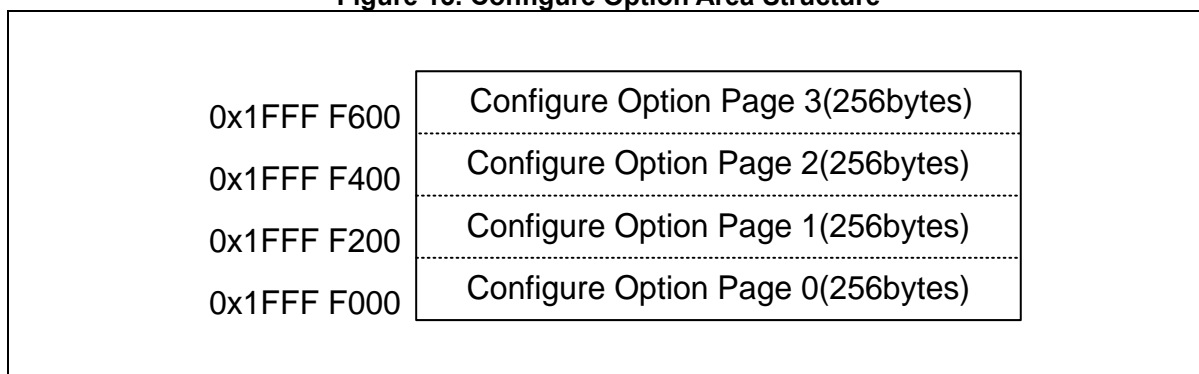 Figure 13. Configure Option Area Structure
0x1FFF F600
Configure Option Page 3(256bytes)
0x1FFF F400
Configure Option Page 2(256bytes)
0x1FFF F200
Configure Option Page 1(256bytes)
0x1FFF F000
Configure Option Page 0(256bytes)